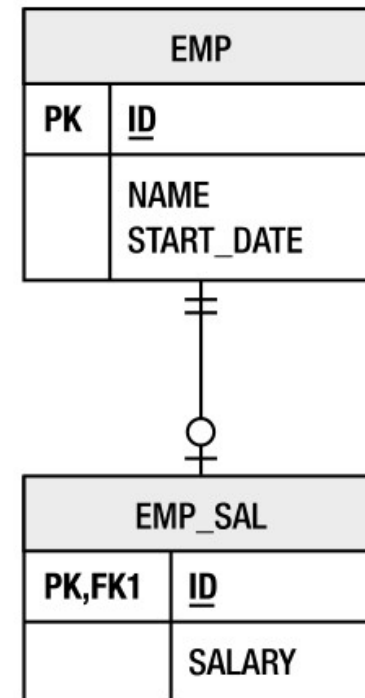 EMP
PK ID
NAME
START_DATE
EMP_SAL
PK,FK1 ID
SALARY